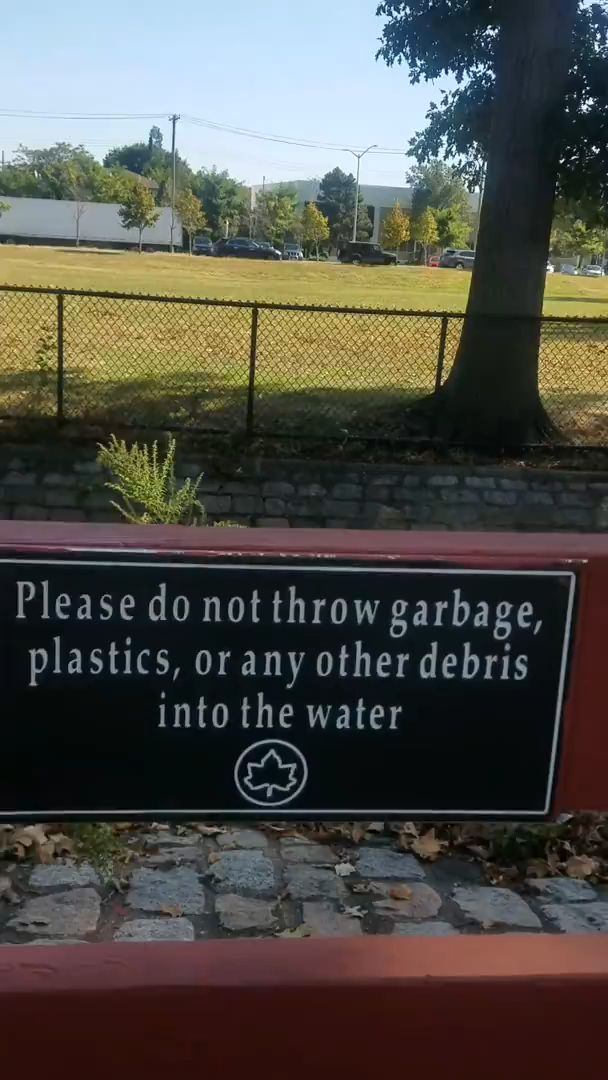 Please do not throw garbage,
plastics, or any other debris
into the water